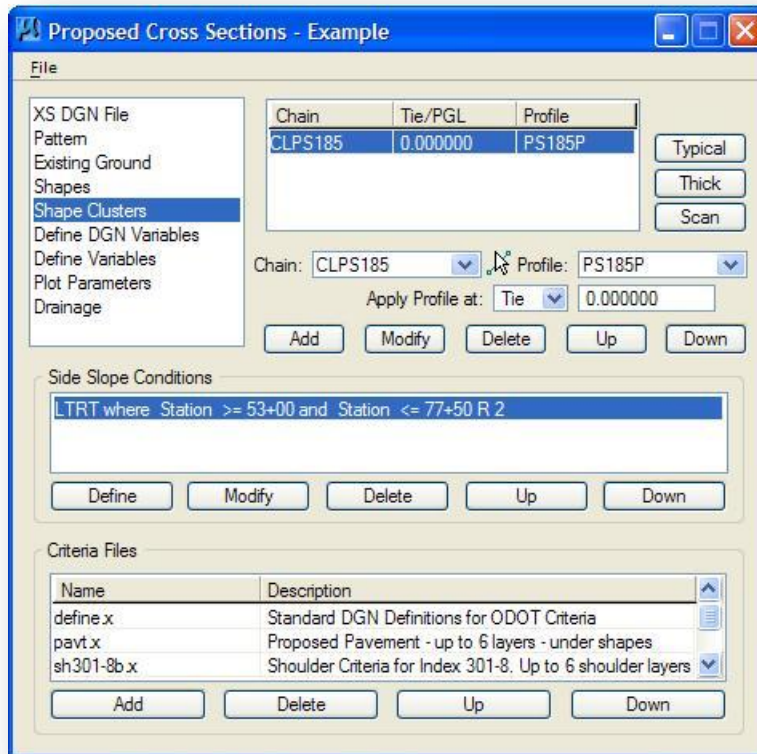 Proposed Cross Sections - Example
File
XS DGN File
Pattern
Existing Ground
Shapes
Shape Clusters
Define DGN Variables
Define Variables
Plot Parameters
Drainage
Chain Tie/PGL Profile
CLPS185 0.000000 PS185P
Typical
Thick
Scan
Chain: CLPS185 Profile: PS185P
Apply Profile at: Tie 0.000000
Add Modify Delete Up Down
Side Slope Conditions
LTRT where Station >= 53+00 and Station <= 77+50 R 2
Define Modify Delete Up Down
Criteria Files
Name Description
define.x Standard DGN Definitions for ODOT Criteria
pavt.x Proposed Pavement - up to 6 layers - under shapes
sh301-8b.x Shoulder Criteria for Index 301-8. Up to 6 shoulder layers
Add Delete Up Down